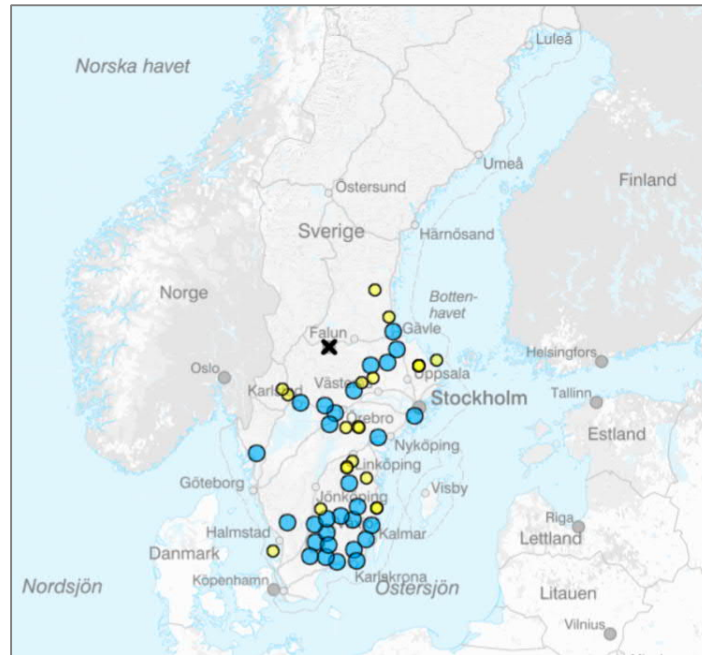 Luleå
Norska havet
Umeå
Finland
Östersund
Härnösand
Sverige
Norge
Botten-
havet
Falun
Gävle
Oslo
Helsingfors
Karlstad
Väste
Uppsala
Stockholm
Tallinn
Örebro
Estland
Nyköping
Linköping
Göteborg
Jönköping
Visby
Riga
Halmstad
Kalmar
Lettland
Danmark
Köpenhamn
Karlskrona
Östersjön
Nordsjön
Litauen
Vilnius